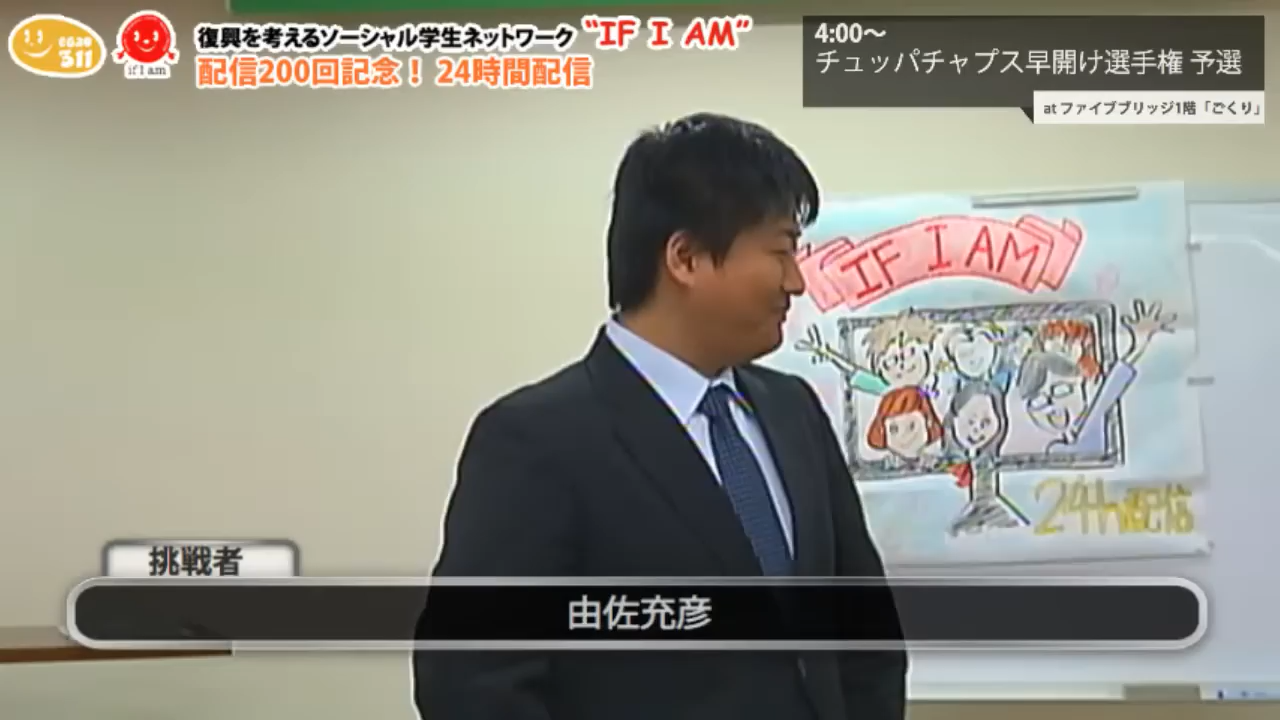 cgao
311
if I am
復興を考えるソーシャル学生ネットワーク "IF I AM"
配信200回記念！ 24時間配信
4:00～
チュッパチャプス早開け選手権 予選
at ファイブブリッジ1階「ごくり」
IF I AM
24h配信
挑戦者
由佐充彦